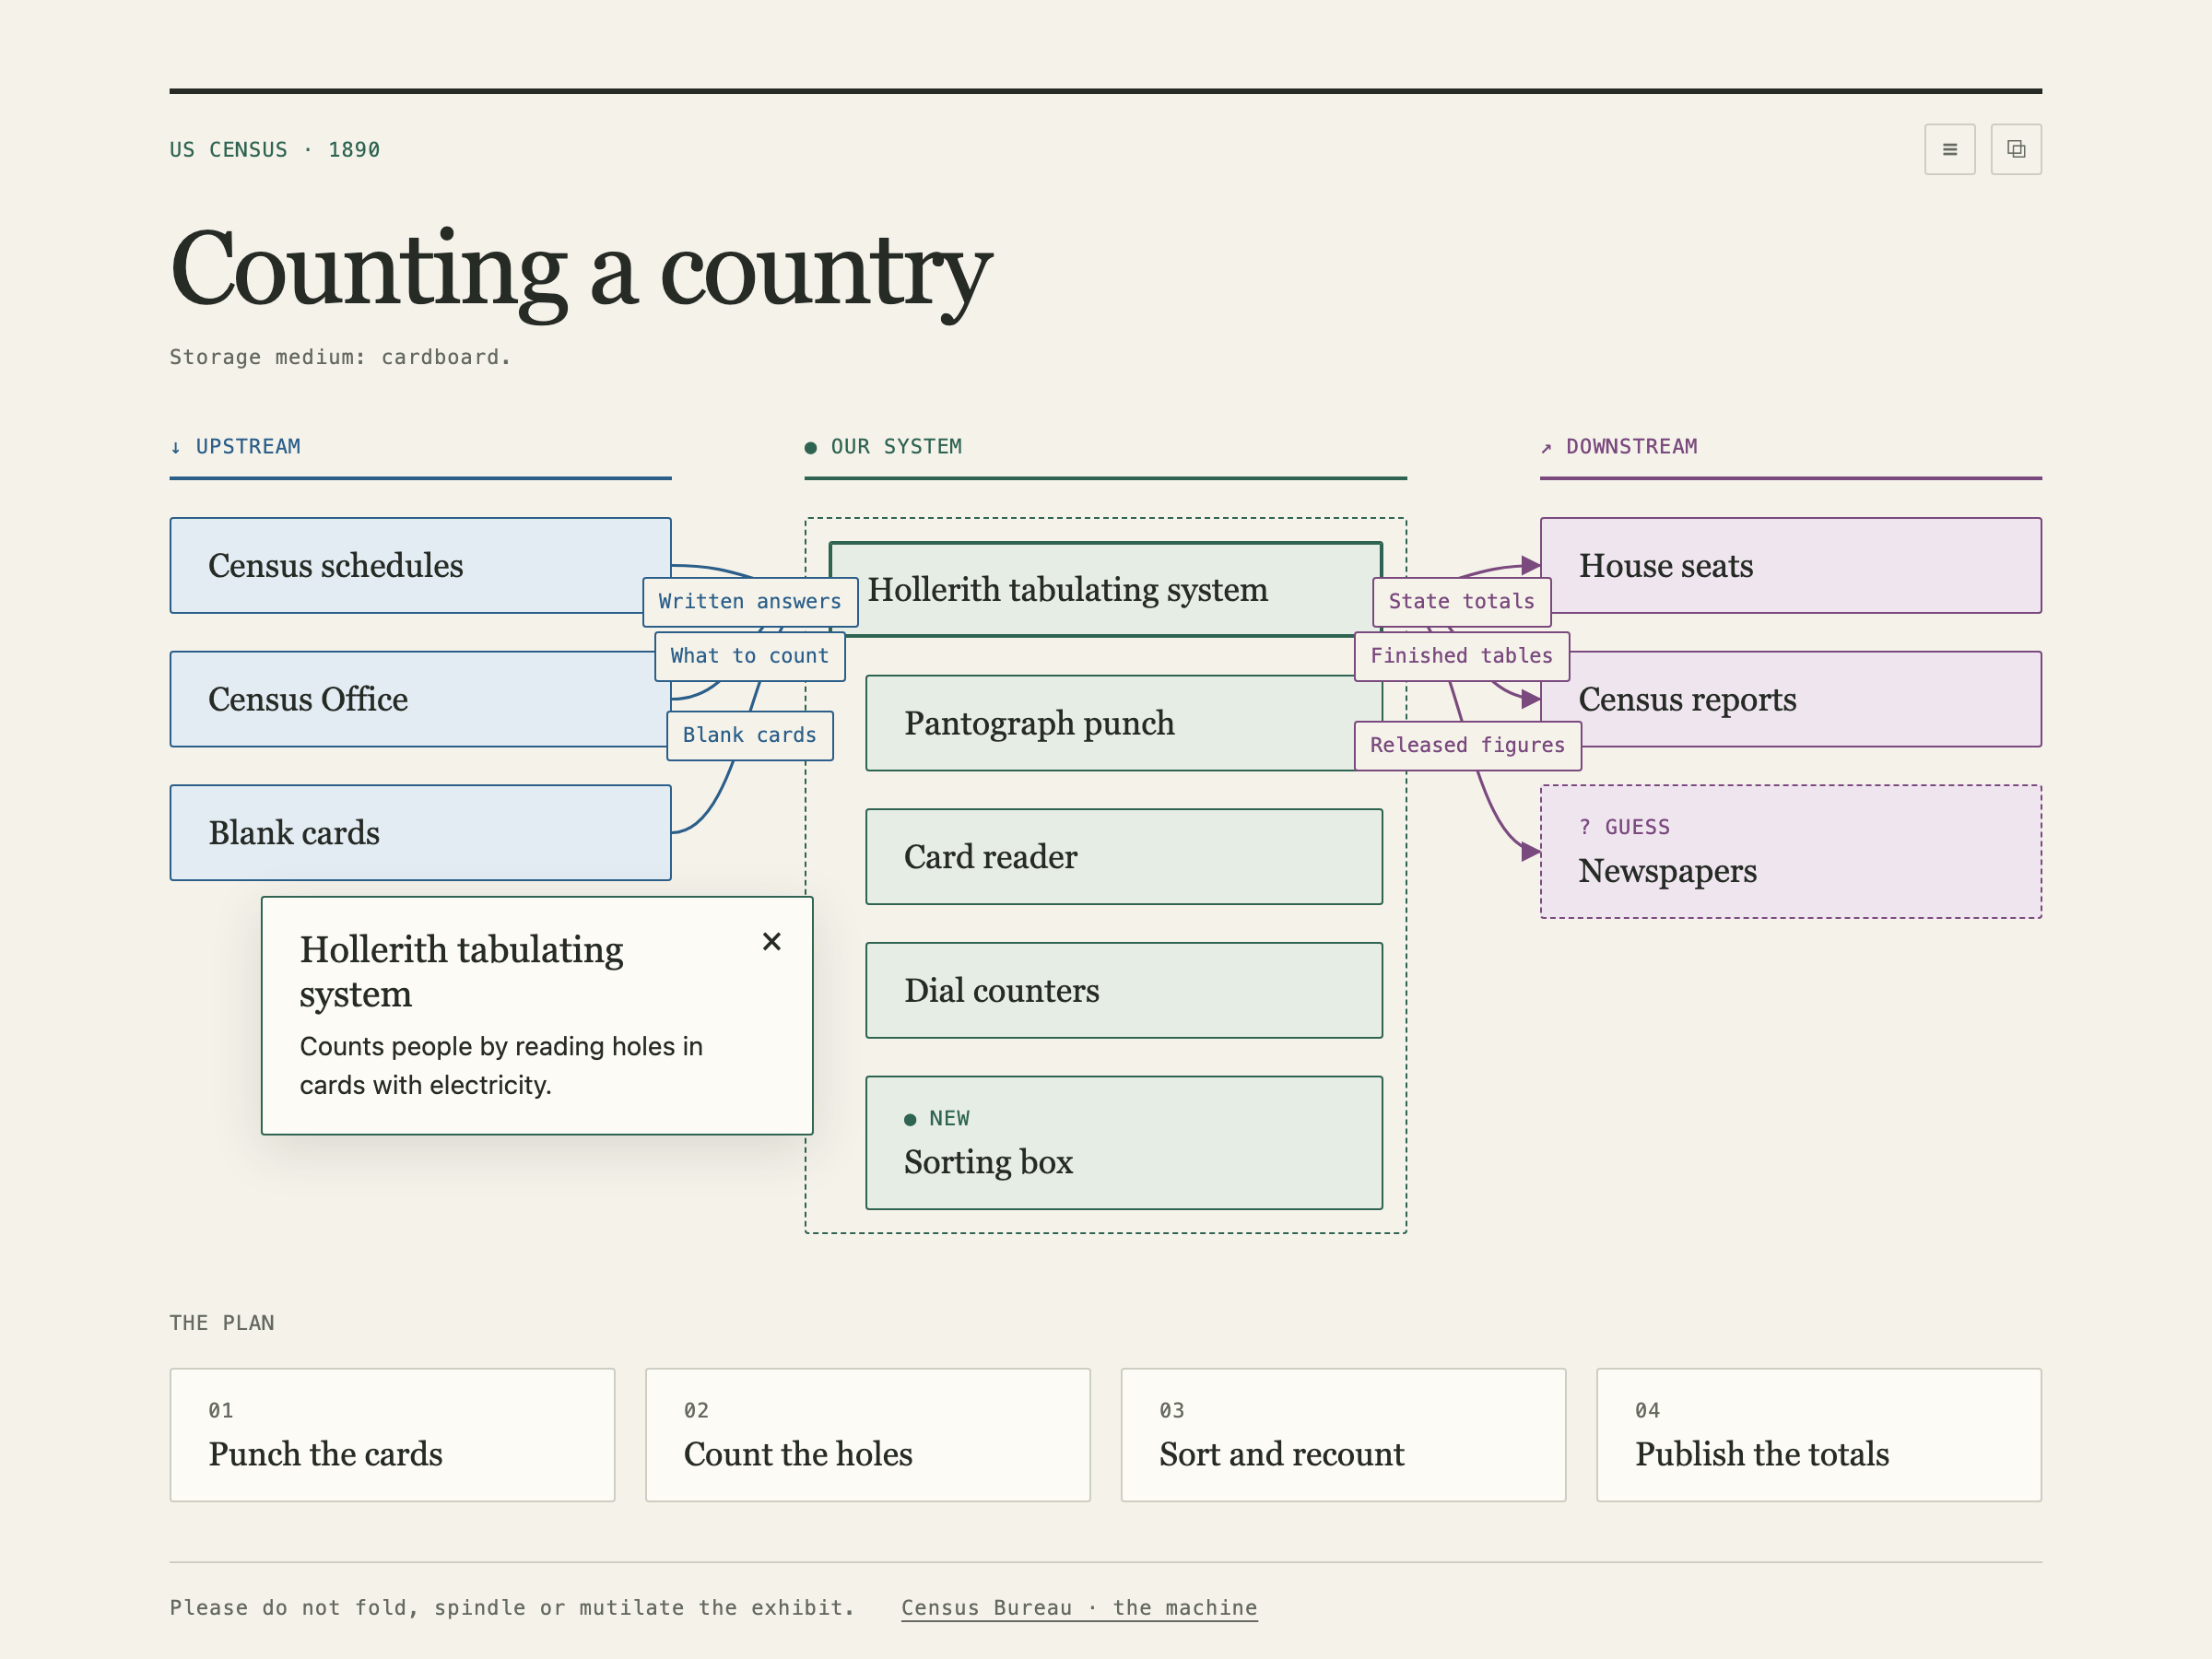 US CENSUS · 1890
Counting a country
Storage medium: cardboard.
↓ UPSTREAM
● OUR SYSTEM
↗ DOWNSTREAM
Census schedules
Census Office
Blank cards
Written answers
What to count
Blank cards
Hollerith tabulating system
Pantograph punch
Card reader
Dial counters
● NEW
Sorting box
State totals
Finished tables
Released figures
House seats
Census reports
? GUESS
Newspapers
Hollerith tabulating
system
Counts people by reading holes in
cards with electricity.
THE PLAN
01
Punch the cards
02
Count the holes
03
Sort and recount
04
Publish the totals
Please do not fold, spindle or mutilate the exhibit.
Census Bureau · the machine